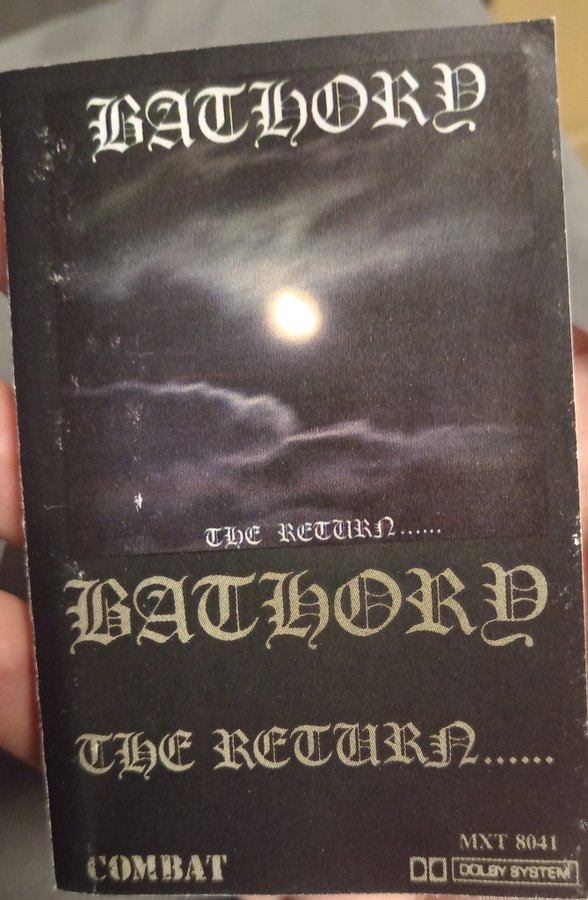 BATHORY
THE RETURN......
BATHORY
THE RETURN......
MXT 8041
COMBAT
DOLBY SYSTEM